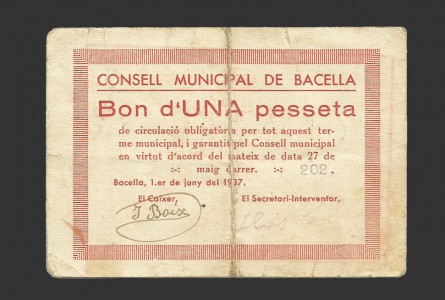 CONSELL MUNICIPAL DE BACELLA
Bon d'UNA pesseta
de circulació obligatòria per tot aquest ter-
me municipal, i garantit pel Consell municipal
en virtut d'acord del mateix de data 27 de
:-: maig darrer. :-: 202.
Bacella, 1.er de juny del 1937.
El Caixer, El Secretari-Interventor,
J Baix